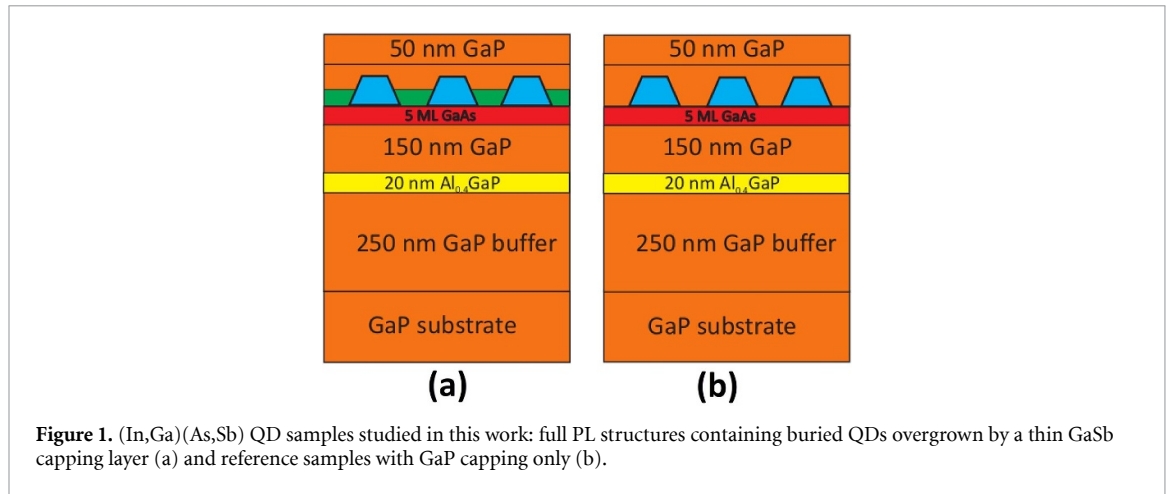 50 nm GaP
5 ML GaAs
150 nm GaP
20 nm Al0.4GaP
250 nm GaP buffer
GaP substrate
(a)
50 nm GaP
5 ML GaAs
150 nm GaP
20 nm Al0.4GaP
250 nm GaP buffer
GaP substrate
(b)
Figure 1. (In,Ga)(As,Sb) QD samples studied in this work: full PL structures containing buried QDs overgrown by a thin GaSb
capping layer (a) and reference samples with GaP capping only (b).